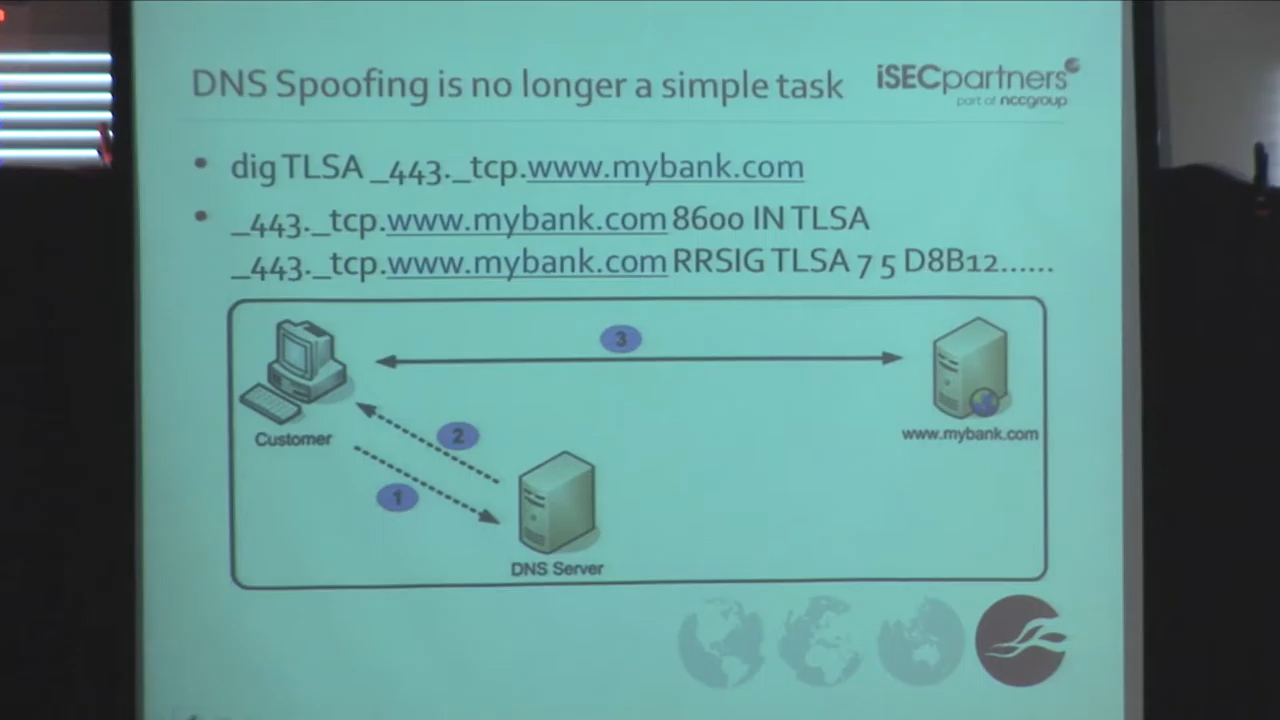 DNS Spoofing is no longer a simple task
iSECpartners
part of nccgroup
• dig TLSA _443._tcp.www.mybank.com
• _443._tcp.www.mybank.com 8600 IN TLSA
_443._tcp.www.mybank.com RRSIG TLSA 7 5 D8B12......
3
Customer
www.mybank.com
2
1
DNS Server